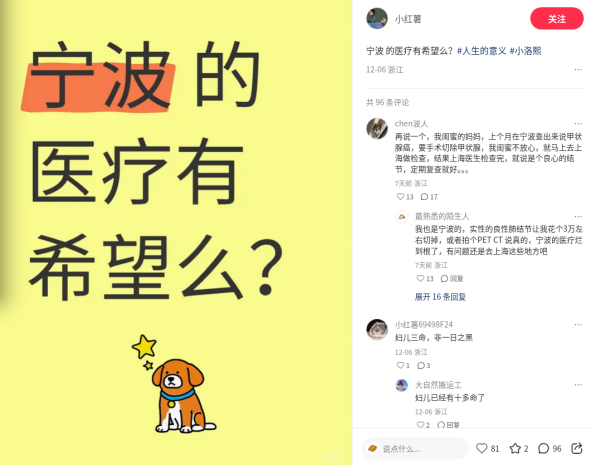 宁波 的
医疗有
希望么？
小红薯
关注
宁波 的医疗有希望么？ #人生的意义 #小洛熙
12-06 浙江
共 96 条评论
chen波人
再说一个，我闺蜜的妈妈，上个月在宁波查出来说甲状
腺癌，要手术切除甲状腺，我闺蜜不放心，就马上去上
海做检查，结果上海医生检查完，就说是个良心的结
节，定期复查就好。。。
7天前 浙江
13 17
最熟悉的陌生人
我也是宁波的，实性的良性肺结节让我花个3万左
右切掉，或者拍个PET CT 说真的，宁波的医疗烂
到根了，有问题还是去上海这些地方吧
7天前 浙江
13 回复
展开 16 条回复
小红薯69498F24
妇儿三命，非一日之黑
12-06 浙江
1 3
大自然搬运工
妇儿已经有十多命了
12-06 浙江
2 回复
说点什么... 81 2 96